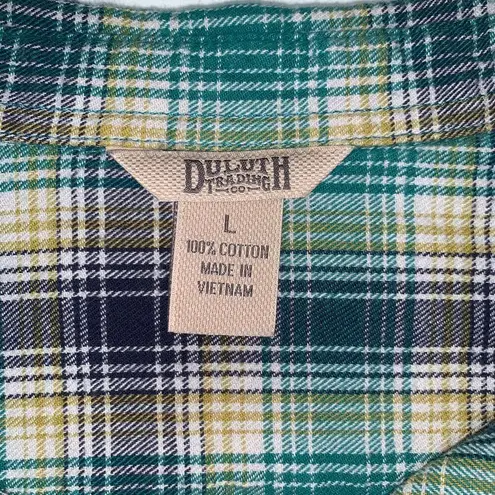 DULUTH
TRADING
CO
L
100% COTTON
MADE IN
VIETNAM